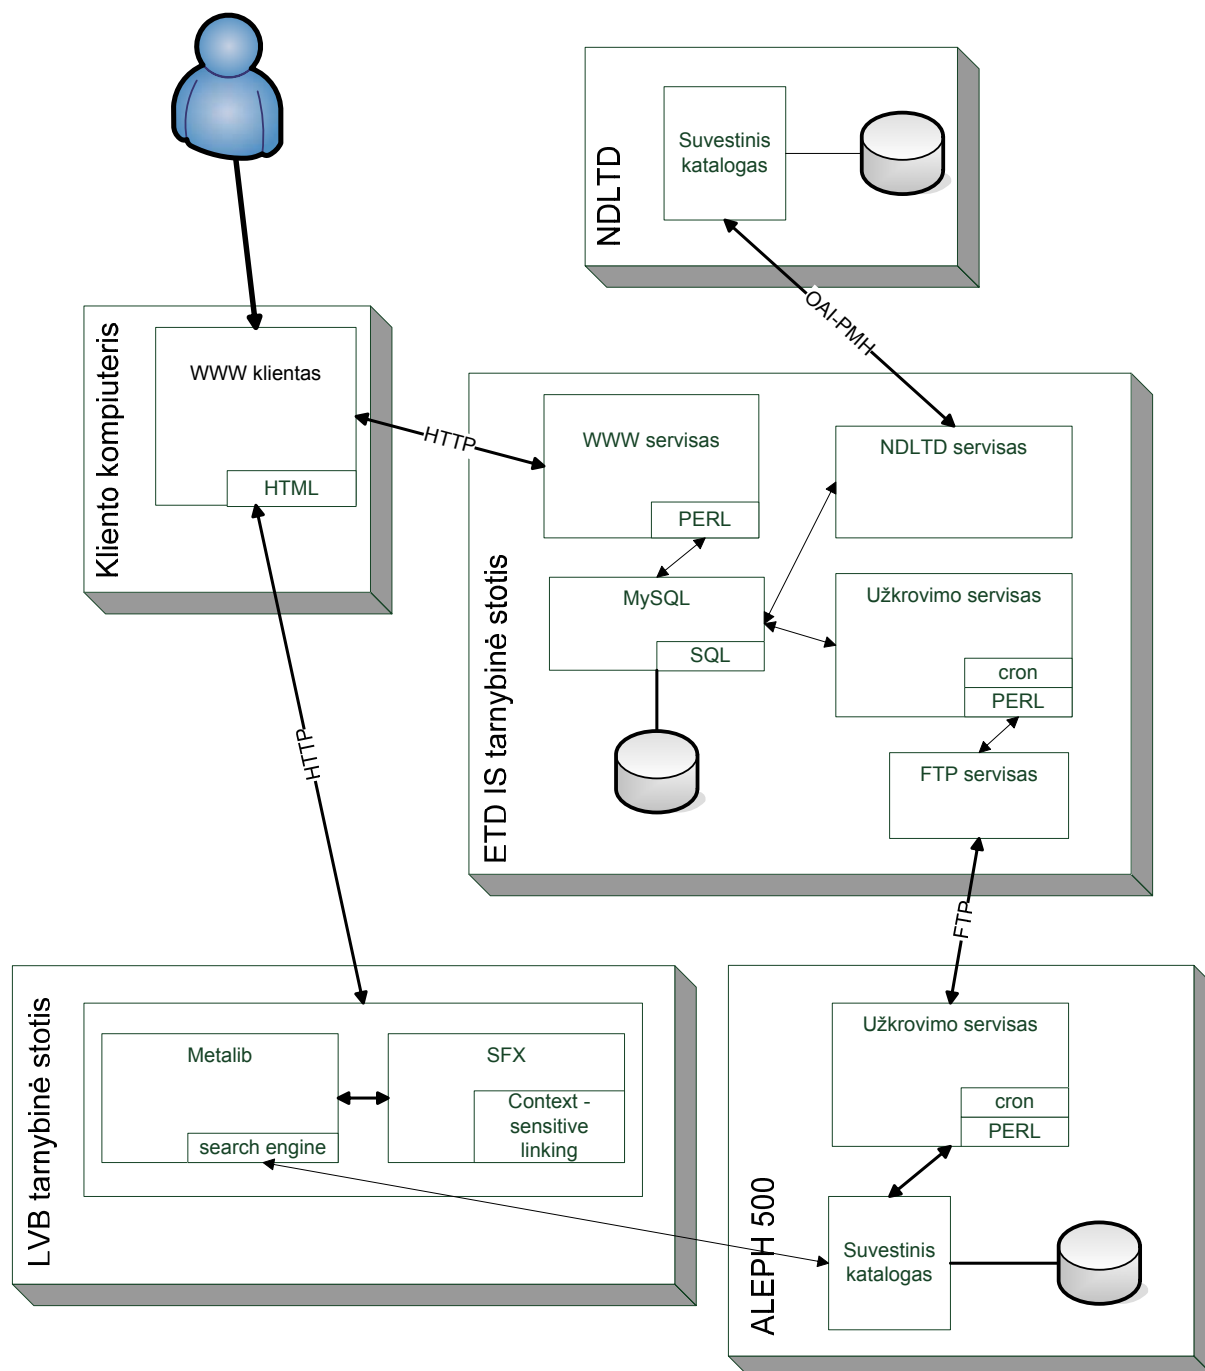 NDLTD
Suvestinis
katalogas
OAI-PMH
Kliento kompiuteris
WWW klientas
HTML
HTTP
HTTP
ETD IS tarnybinė stotis
WWW servisas
PERL
NDLTD servisas
MySQL
SQL
Užkrovimo servisas
cron
PERL
FTP servisas
FTP
LVB tarnybinė stotis
Metalib
search engine
SFX
Context -
sensitive
linking
ALEPH 500
Užkrovimo servisas
cron
PERL
Suvestinis
katalogas